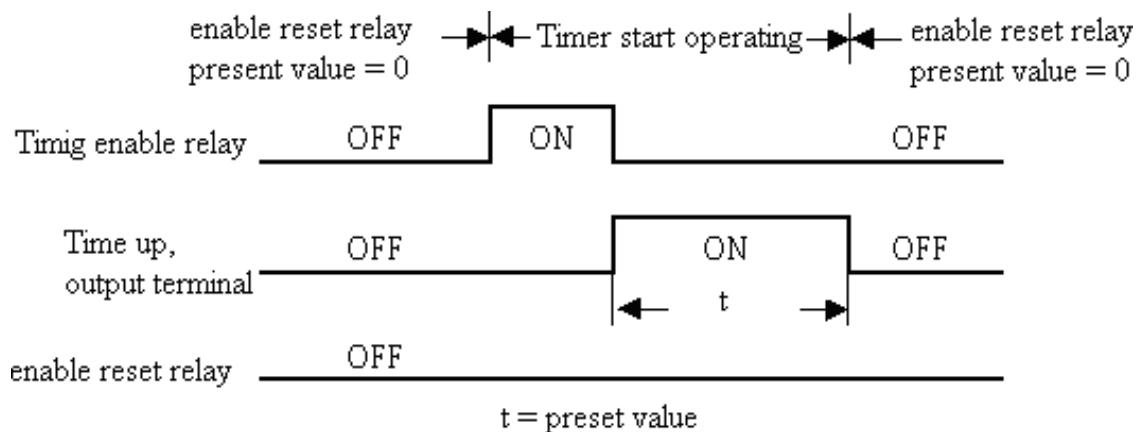 enable reset relay
present value = 0
Timer start operating
enable reset relay
present value = 0
Timig enable relay
OFF
ON
OFF
Time up,
output terminal
OFF
ON
OFF
t
enable reset relay
OFF
t = preset value